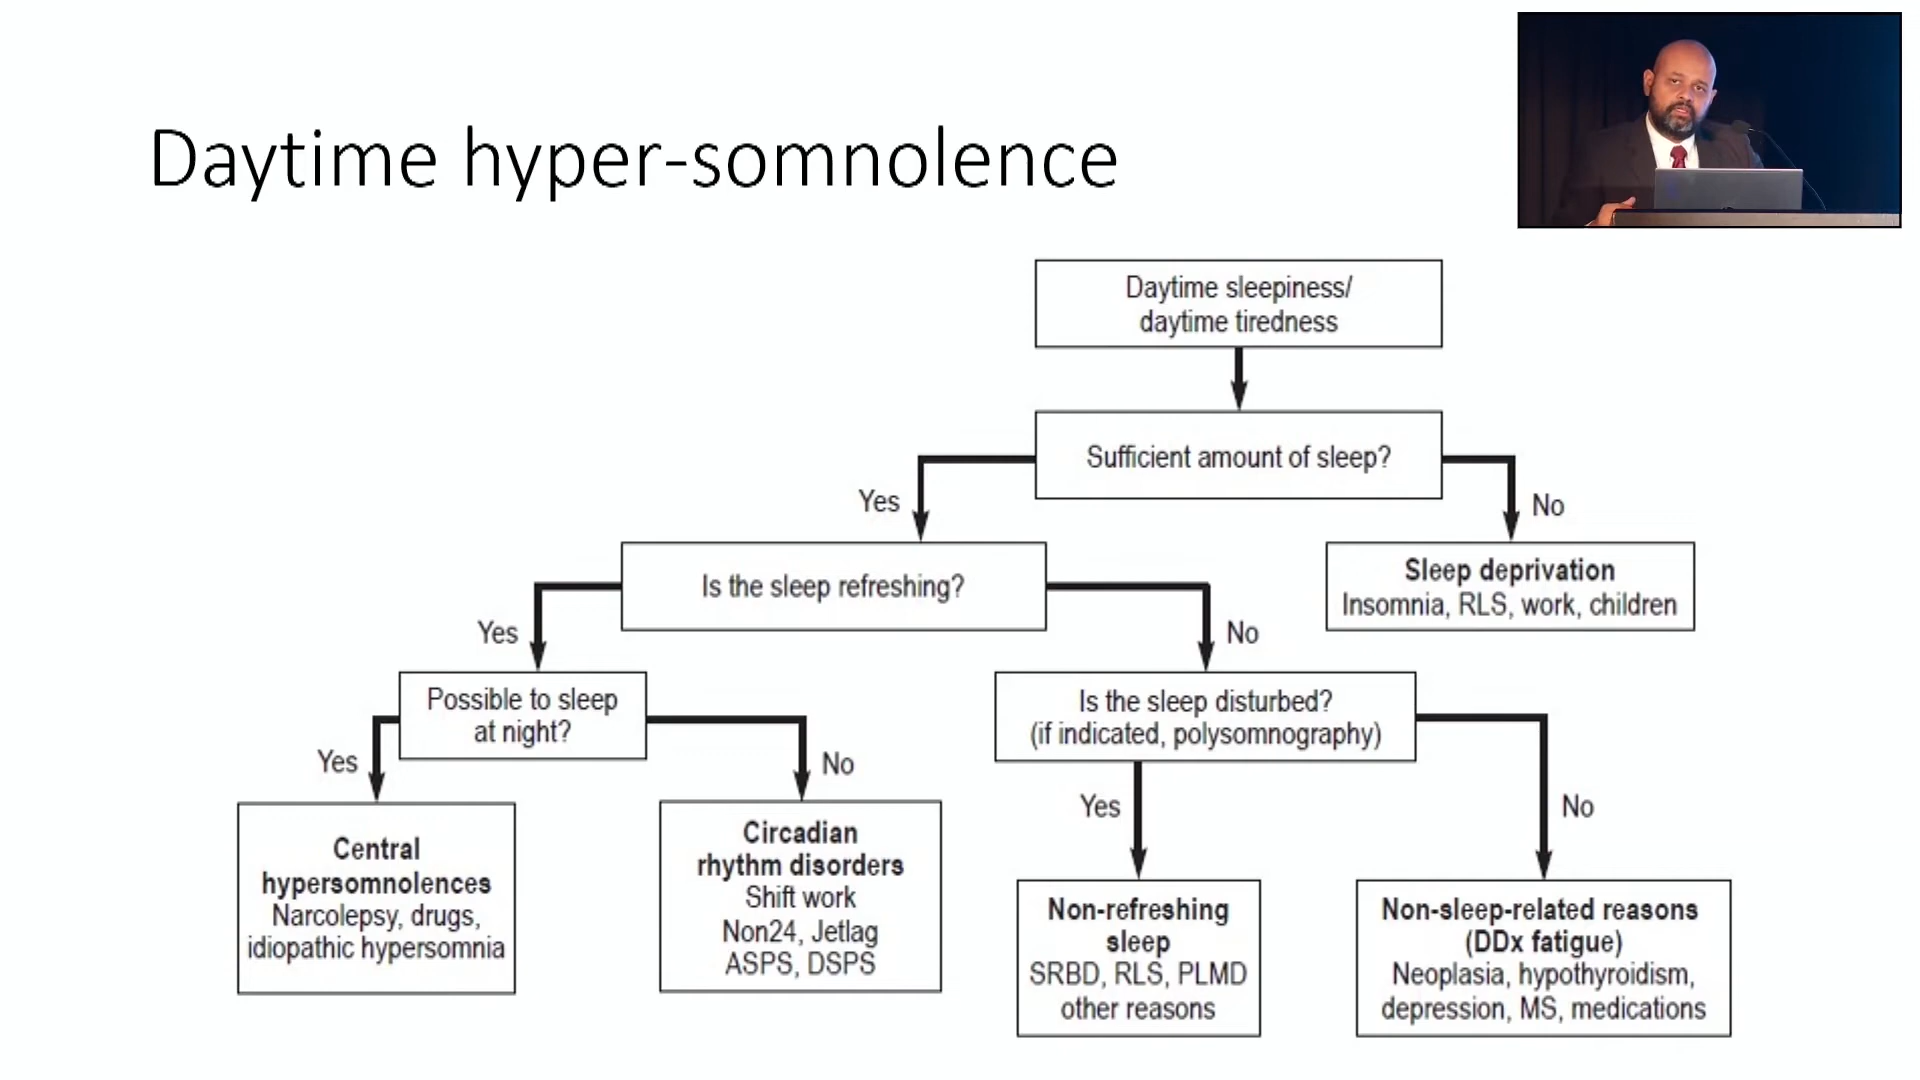 Daytime hyper-somnolence
Daytime sleepiness/
daytime tiredness
Sufficient amount of sleep?
Yes
No
Is the sleep refreshing?
Sleep deprivation
Insomnia, RLS, work, children
Yes
No
Possible to sleep
at night?
Is the sleep disturbed?
(if indicated, polysomnography)
Yes
No
Yes
No
Central
hypersomnolences
Narcolepsy, drugs,
idiopathic hypersomnia
Circadian
rhythm disorders
Shift work
Non24, Jetlag
ASPS, DSPS
Non-refreshing
sleep
SRBD, RLS, PLMD
other reasons
Non-sleep-related reasons
(DDx fatigue)
Neoplasia, hypothyroidism,
depression, MS, medications